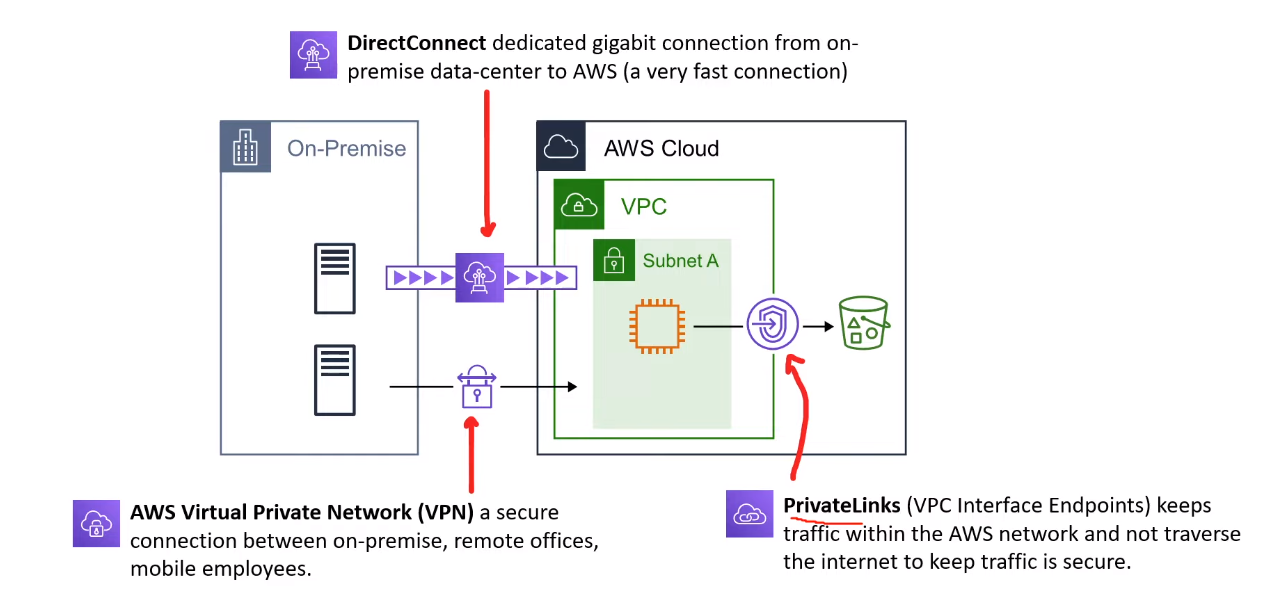 DirectConnect dedicated gigabit connection from on-
premise data-center to AWS (a very fast connection)
On-Premise
AWS Cloud
VPC
Subnet A
AWS Virtual Private Network (VPN) a secure
connection between on-premise, remote offices,
mobile employees.
PrivateLinks (VPC Interface Endpoints) keeps
traffic within the AWS network and not traverse
the internet to keep traffic is secure.